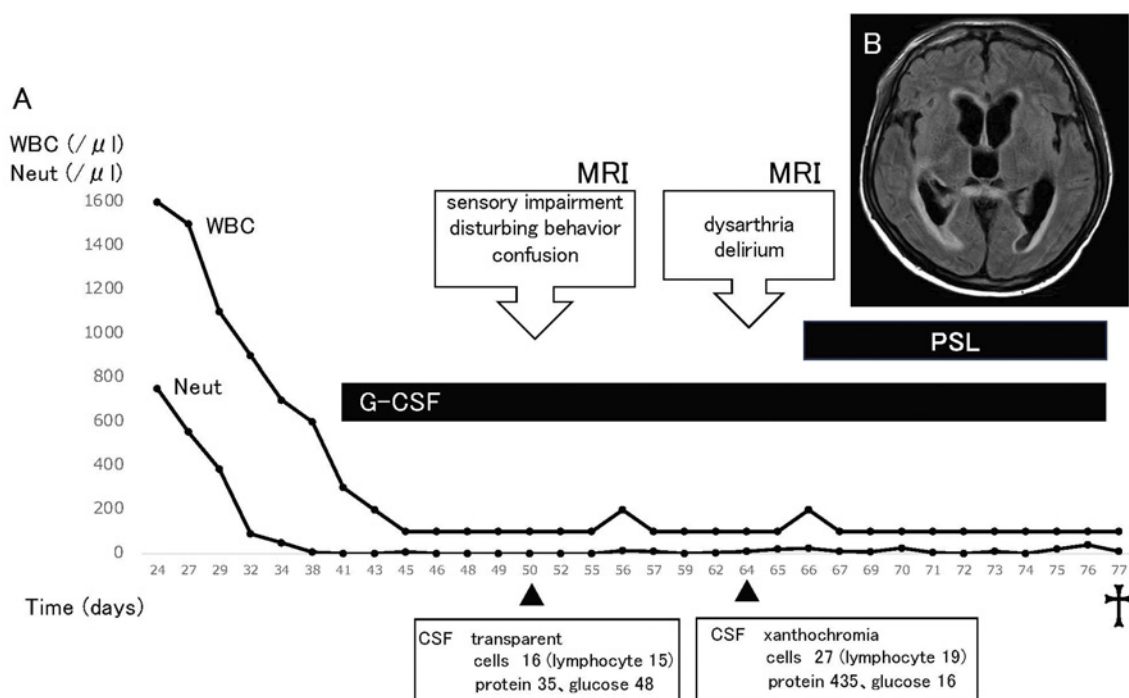 A
B
WBC (/μl)
Neut (/μl)
MRI
MRI
sensory impairment
disturbing behavior
confusion
dysarthria
delirium
1600
1400
1200
1000
800
600
400
200
0
WBC
Neut
PSL
G-CSF
24 27 29 32 34 38 41 43 45 46 48 49 50 52 55 56 57 59 62 64 65 66 67 69 70 71 72 73 75 76 77
Time (days)
CSF transparent
cells 16 (lymphocyte 15)
protein 35、glucose 48
CSF xanthochromia
cells 27 (lymphocyte 19)
protein 435、glucose 16